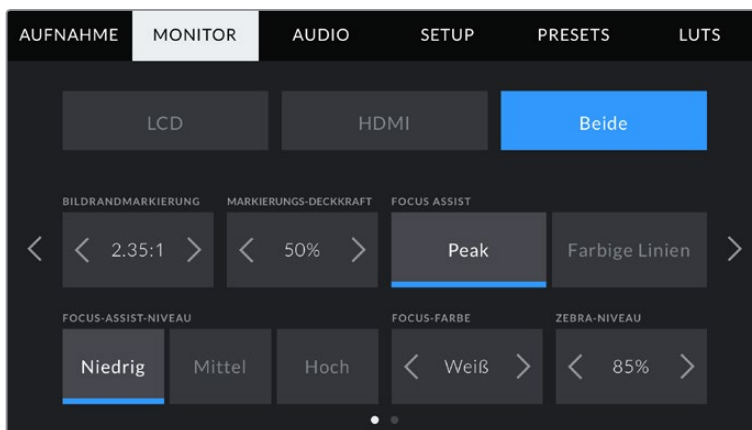 AUFNAHME MONITOR AUDIO SETUP PRESETS LUTS
LCD HDMI Beide
BILDRANDMARKIERUNG MARKIERUNGS-DECKKRAFT FOCUS ASSIST
2.35:1 50% Peak Farbige Linien
FOCUS-ASSIST-NIVEAU FOCUS-FARBE ZEBRA-NIVEAU
Niedrig Mittel Hoch Weiß 85%